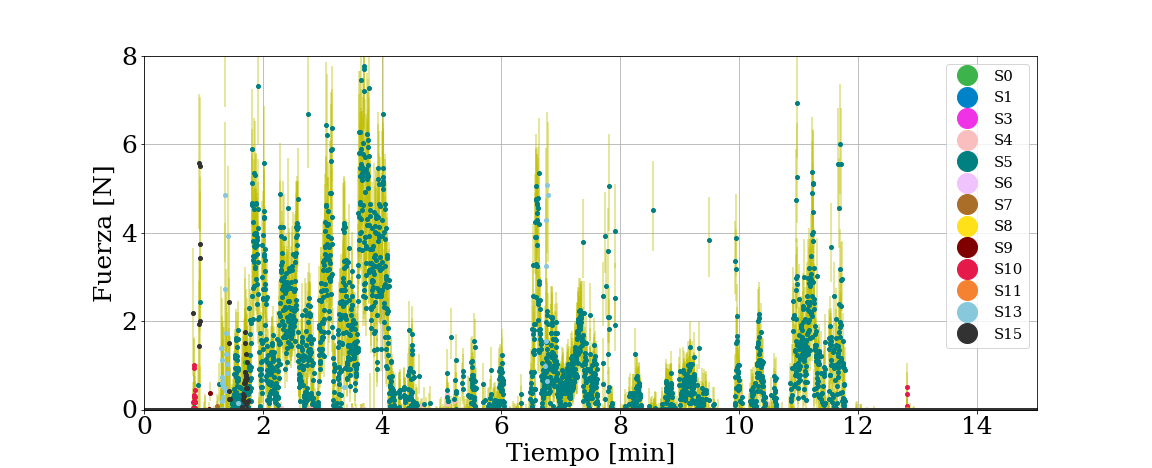 8
6
4
2
0
Fuerza [N]
0 2 4 6 8 10 12 14
Tiempo [min]
S0
S1
S3
S4
S5
S6
S7
S8
S9
S10
S11
S13
S15